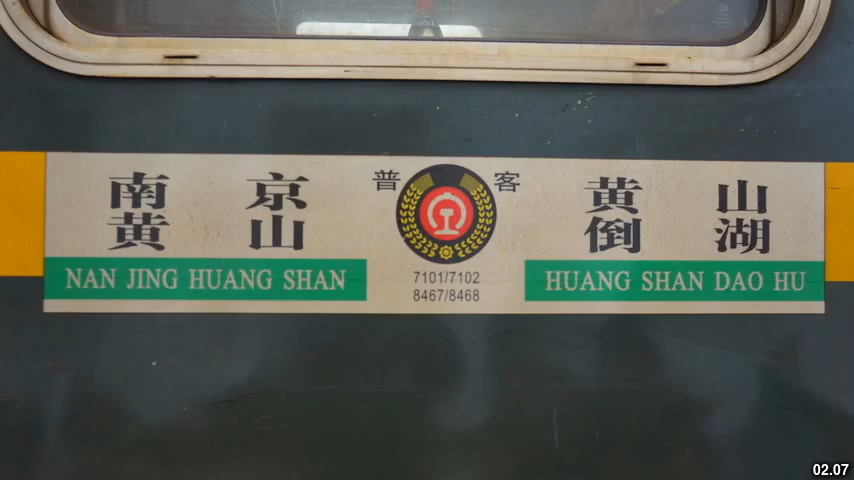 南京
黄山
NAN JING HUANG SHAN
普客
7101/7102
8467/8468
黄山
倒湖
HUANG SHAN DAO HU
02.07